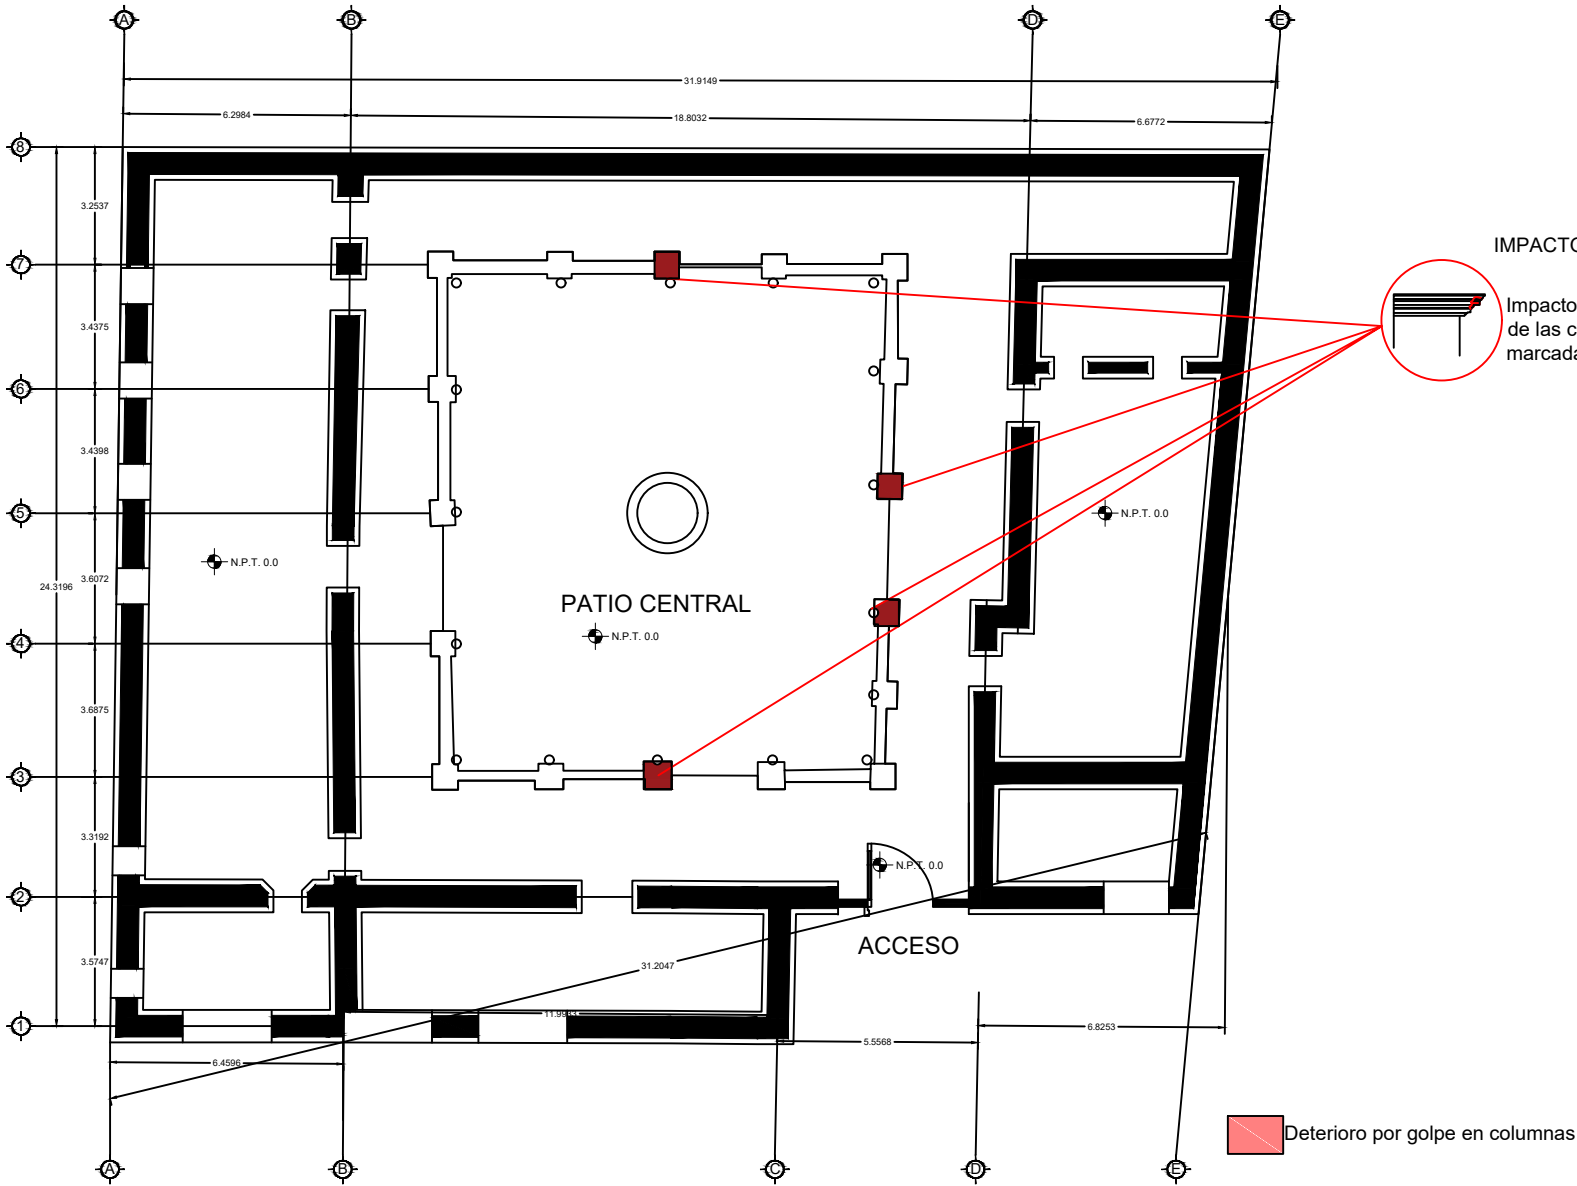 A
B
D
E
31.9149
6.2984
18.8032
6.6772
8
3.2537
7
IMPACTO
3.4375
Impacto
de las c
marcada
6
3.4398
5
N.P.T. 0.0
N.P.T. 0.0
24.3196
3.6072
PATIO CENTRAL
N.P.T. 0.0
4
3.6875
3
3.3192
N.P.T. 0.0
2
ACCESO
3.5747
31.2047
11.9933
1
6.8253
5.5568
6.4596
Deterioro por golpe en columnas
A
B
C
D
E